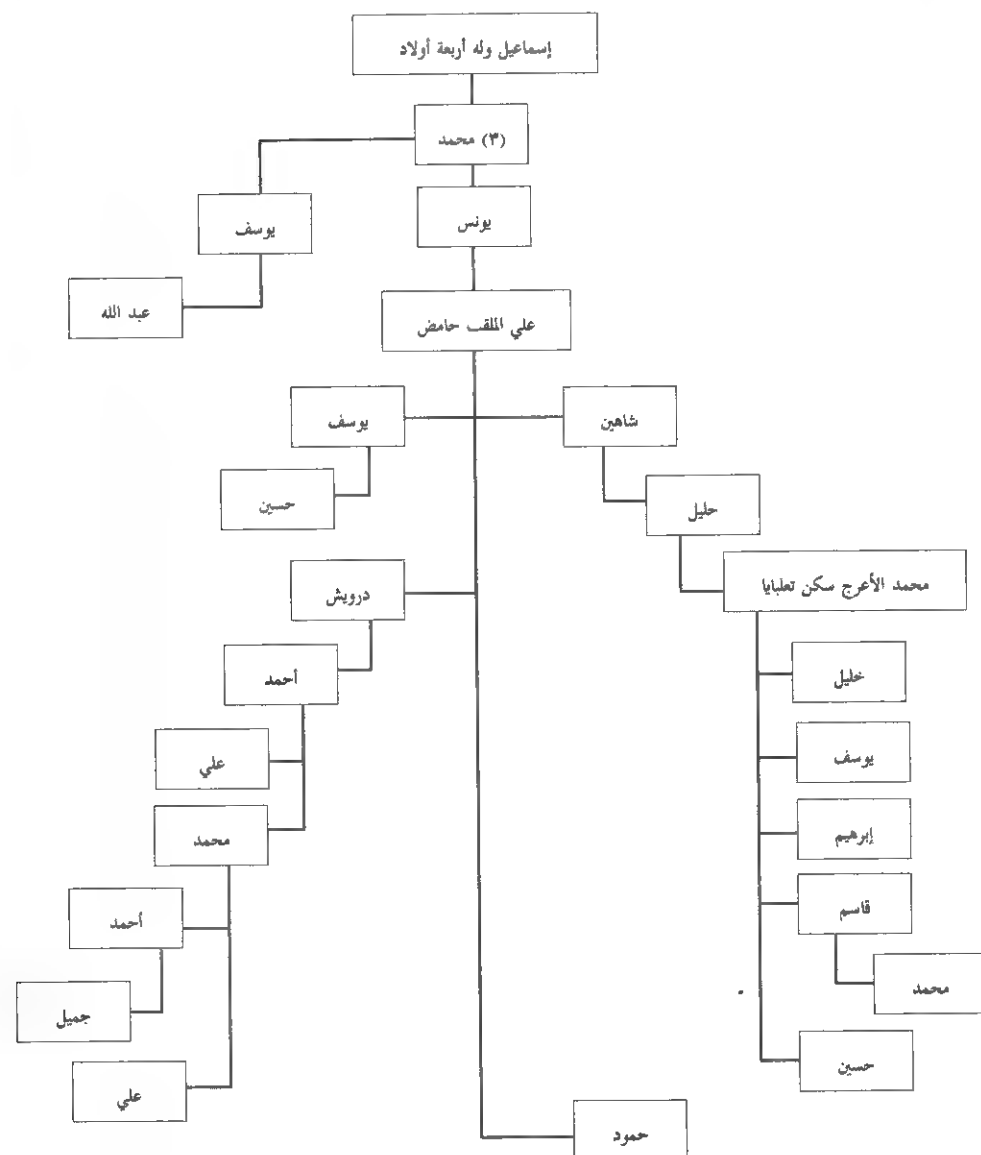 إسماعيل وله أربعة أولاد
(٣) محمد
يونس
يوسف
عبد الله
علي الملقب حامض
شاهين
يوسف
حسين
خليل
محمد الأعرج سكن تعلبايا
درويش
أحمد
خليل
علي
يوسف
محمد
إبرهيم
أحمد
قاسم
جميل
محمد
علي
حسين
حمود